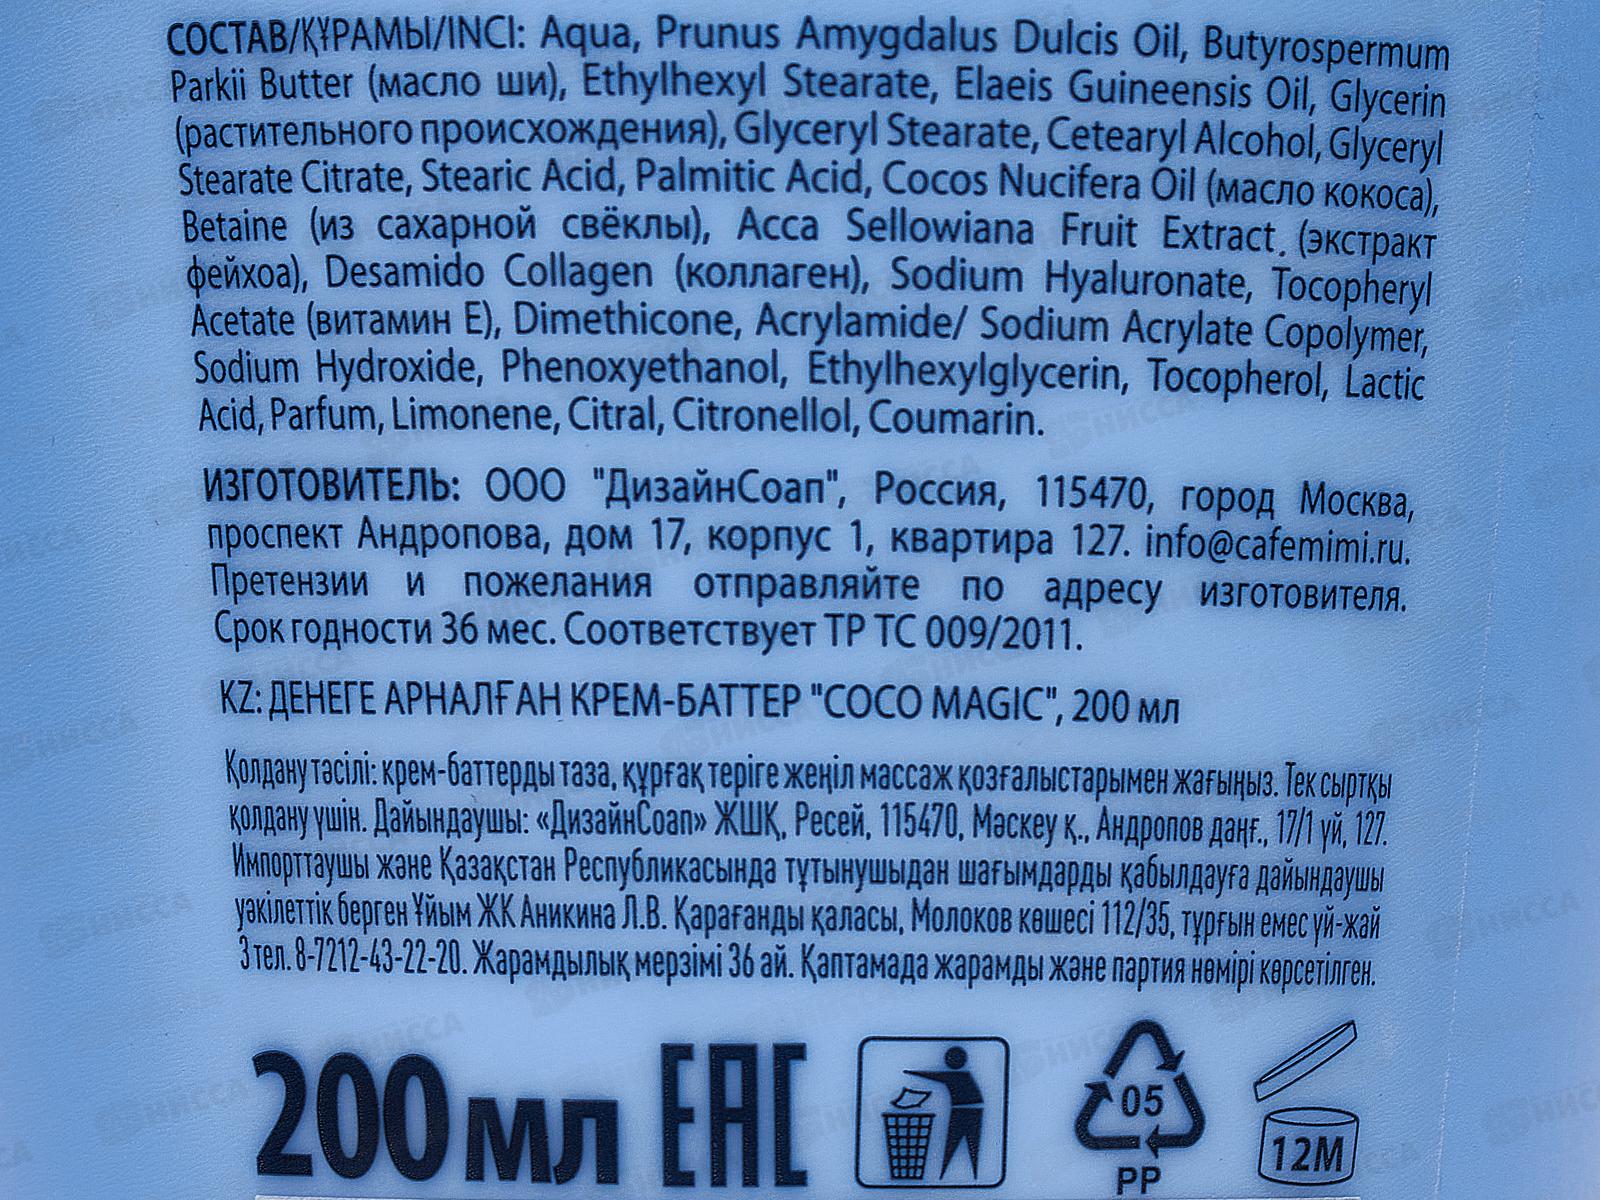 СОСТАВ/ҚҰРАМЫ/INCI: Aqua, Prunus Amygdalus Dulcis Oil, Butyrospermum
Parkii Butter (масло ши), Ethylhexyl Stearate, Elaeis Guineensis Oil, Glycerin
(растительного происхождения), Glyceryl Stearate, Cetearyl Alcohol, Glyceryl
Stearate Citrate, Stearic Acid, Palmitic Acid, Cocos Nucifera Oil (масло кокоса),
Betaine (из сахарной свёклы), Acca Sellowiana Fruit Extract. (экстракт
фейхоа), Desamido Collagen (коллаген), Sodium Hyaluronate, Tocopheryl
Acetate (витамин Е), Dimethicone, Acrylamide/ Sodium Acrylate Copolymer,
Sodium Hydroxide, Phenoxyethanol, Ethylhexylglycerin, Tocopherol, Lactic
Acid, Parfum, Limonene, Citral, Citronellol, Coumarin.
ИЗГОТОВИТЕЛЬ: ООО "ДизайнСоап", Россия, 115470, город Москва,
проспект Андропова, дом 17, корпус 1, квартира 127. info@cafemimi.ru.
Претензии и пожелания отправляйте по адресу изготовителя.
Срок годности 36 мес. Соответствует ТР ТС 009/2011.
KZ: ДЕНЕГЕ АРНАЛҒАН КРЕМ-БАТТЕР "COCO MAGIC", 200 мл
Қолдану тәсілі: крем-баттерды таза, құрғақ теріге жеңіл массаж қозғалыстарымен жағыңыз. Тек сыртқы
қолдану үшін. Дайындаушы: «ДизайнСоап» ЖШҚ, Ресей, 115470, Мәскеу қ., Андропов даңғ., 17/1 үй, 127.
Импорттаушы және Қазақстан Республикасында тұтынушыдан шағымдарды қабылдауға дайындаушы
уәкілеттік берген Ұйым ЖК Аникина Л.В. Қарағанды қаласы, Молоков көшесі 112/35, тұрғын емес үй-жай
3 тел. 8-7212-43-22-20. Жарамдылық мерзімі 36 ай. Қаптамада жарамды және партия нөмірі көрсетілген.
200 мл ЕАС
05
PP
12M
НИССА